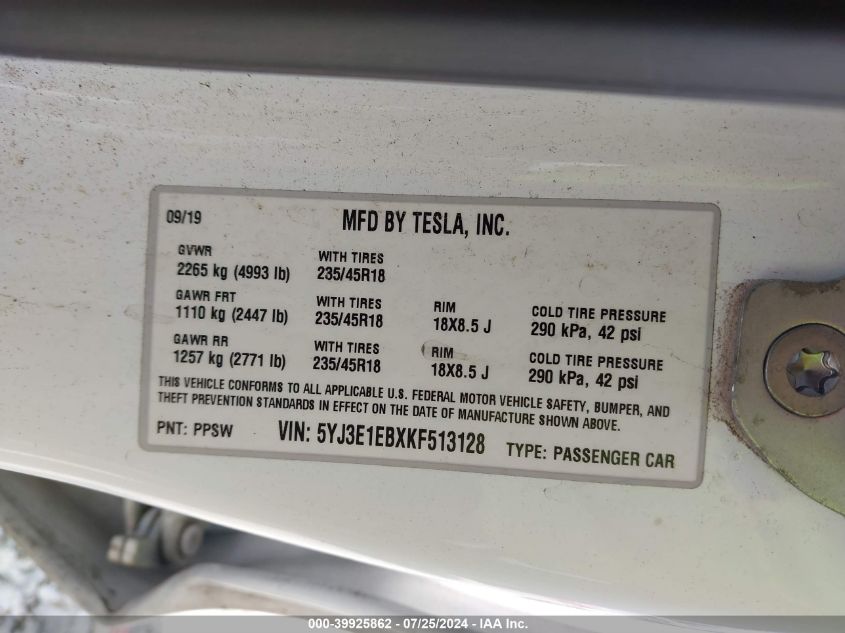 09/19
MFD BY TESLA, INC.
GVWR
2265 kg (4993 lb)
WITH TIRES
235/45R18
GAWR FRT
1110 kg (2447 lb)
WITH TIRES
235/45R18
RIM
18X8.5 J
COLD TIRE PRESSURE
290 kPa, 42 psi
GAWR RR
1257 kg (2771 lb)
WITH TIRES
235/45R18
RIM
18X8.5 J
COLD TIRE PRESSURE
290 kPa, 42 psi
THIS VEHICLE CONFORMS TO ALL APPLICABLE U.S. FEDERAL MOTOR VEHICLE SAFETY, BUMPER, AND
THEFT PREVENTION STANDARDS IN EFFECT ON THE DATE OF MANUFACTURE SHOWN ABOVE.
PNT: PPSW
VIN: 5YJ3E1EBXKF513128
TYPE: PASSENGER CAR
000-39925862 - 07/25/2024 - IAA Inc.